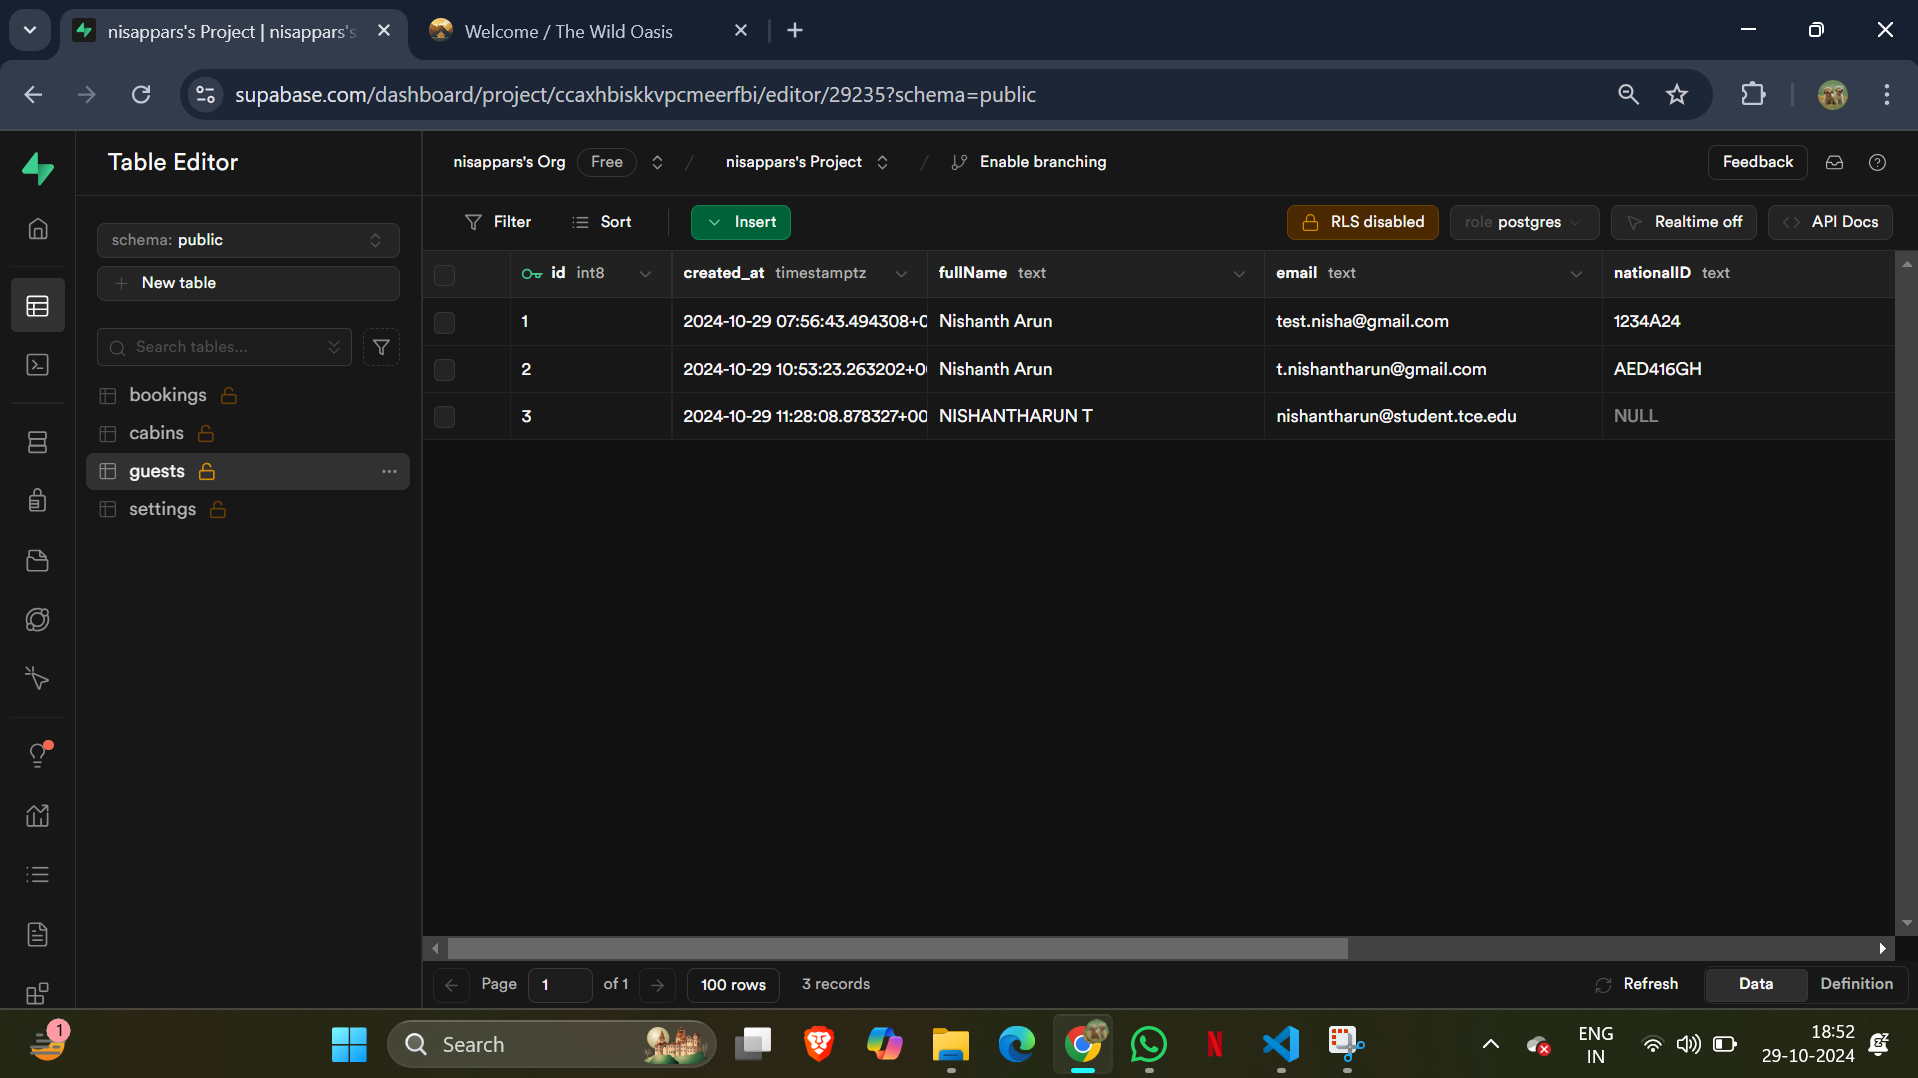 nisappars's Project | nisappars's
Welcome / The Wild Oasis
supabase.com/dashboard/project/ccaxhbiskkvpcmeerfbi/editor/29235?schema=public
Table Editor
nisappars's Org Free / nisappars's Project / Enable branching
Feedback
schema: public
New table
Search tables...
bookings
cabins
guests
settings
Filter Sort Insert
RLS disabled role postgres Realtime off API Docs
id int8 created_at timestamptz fullName text email text nationalID text
1 2024-10-29 07:56:43.494308+0 Nishanth Arun test.nisha@gmail.com 1234A24
2 2024-10-29 10:53:23.263202+0 Nishanth Arun t.nishantharun@gmail.com AED416GH
3 2024-10-29 11:28:08.878327+00 NISHANTHARUN T nishantharun@student.tce.edu NULL
Page 1 of 1 100 rows 3 records
Refresh Data Definition
1
Search
ENG
IN
18:52
29-10-2024